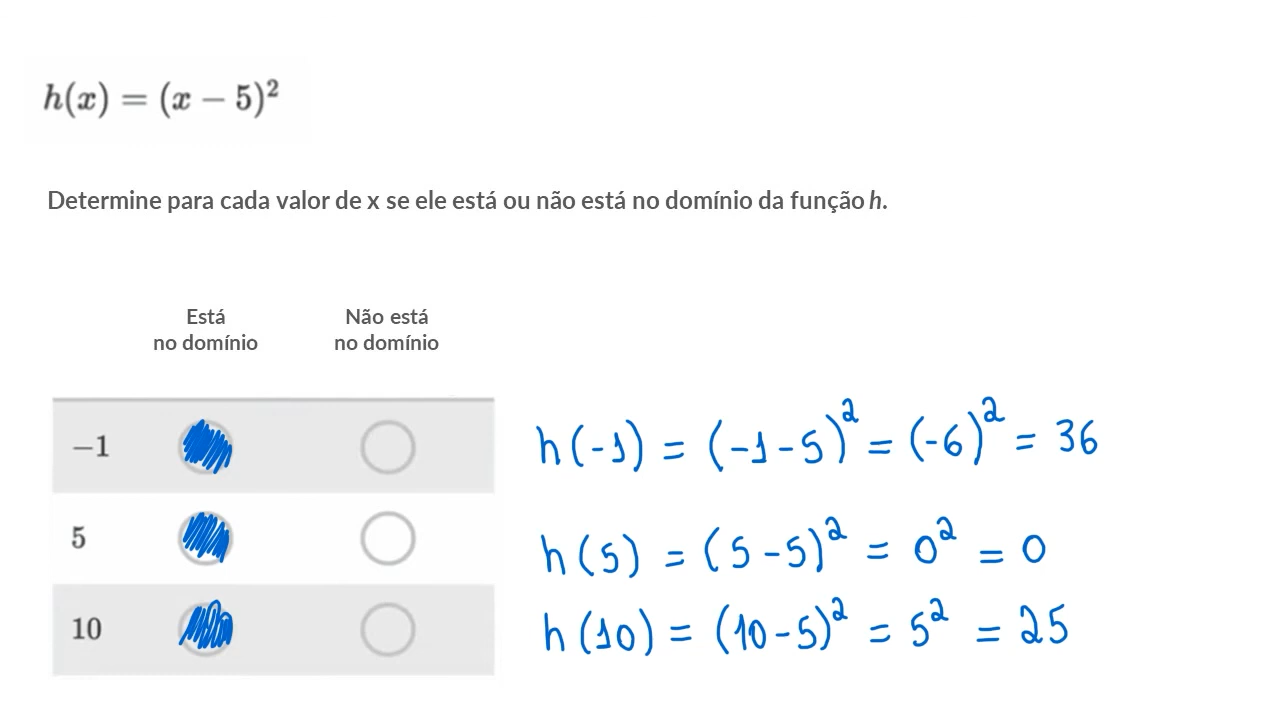 h(x) = (x − 5)²
Determine para cada valor de x se ele está ou não está no domínio da função h.
Está no domínio
Não está no domínio
−1
h(-1) = (-1-5)² = (-6)² = 36
5
h(5) = (5-5)² = 0² = 0
10
h(10) = (10-5)² = 5² = 25